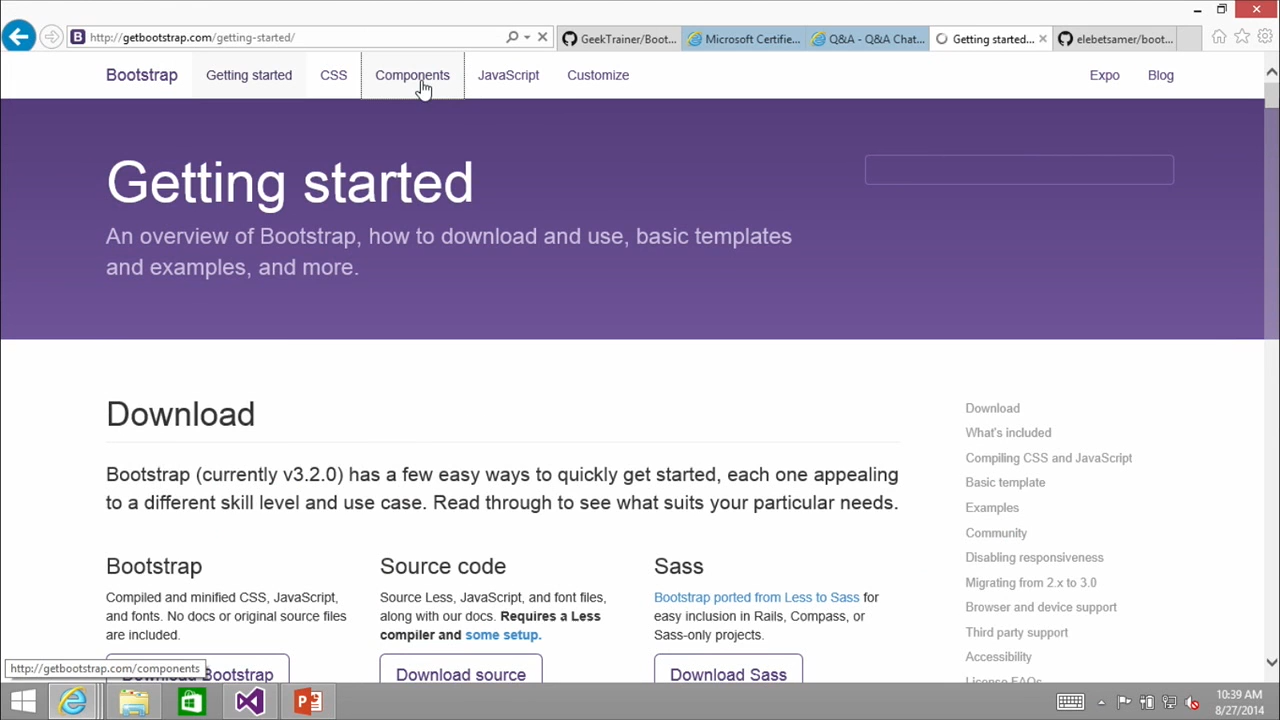 http://getbootstrap.com/getting-started/
GeekTrainer/Boot...
Microsoft Certifie...
Q&A - Q&A Chat...
Getting started...
elebetsamer/boot...
Bootstrap
Getting started
CSS
Components
JavaScript
Customize
Expo
Blog
Getting started
An overview of Bootstrap, how to download and use, basic templates
and examples, and more.
Download
Bootstrap (currently v3.2.0) has a few easy ways to quickly get started, each one appealing
to a different skill level and use case. Read through to see what suits your particular needs.
Bootstrap
Compiled and minified CSS, JavaScript,
and fonts. No docs or original source files
are included.
Download Bootstrap
Source code
Source Less, JavaScript, and font files,
along with our docs. Requires a Less
compiler and some setup.
Download source
Sass
Bootstrap ported from Less to Sass for
easy inclusion in Rails, Compass, or
Sass-only projects.
Download Sass
Download
What's included
Compiling CSS and JavaScript
Basic template
Examples
Community
Disabling responsiveness
Migrating from 2.x to 3.0
Browser and device support
Third party support
Accessibility
License FAQs
http://getbootstrap.com/components
10:39 AM
8/27/2014